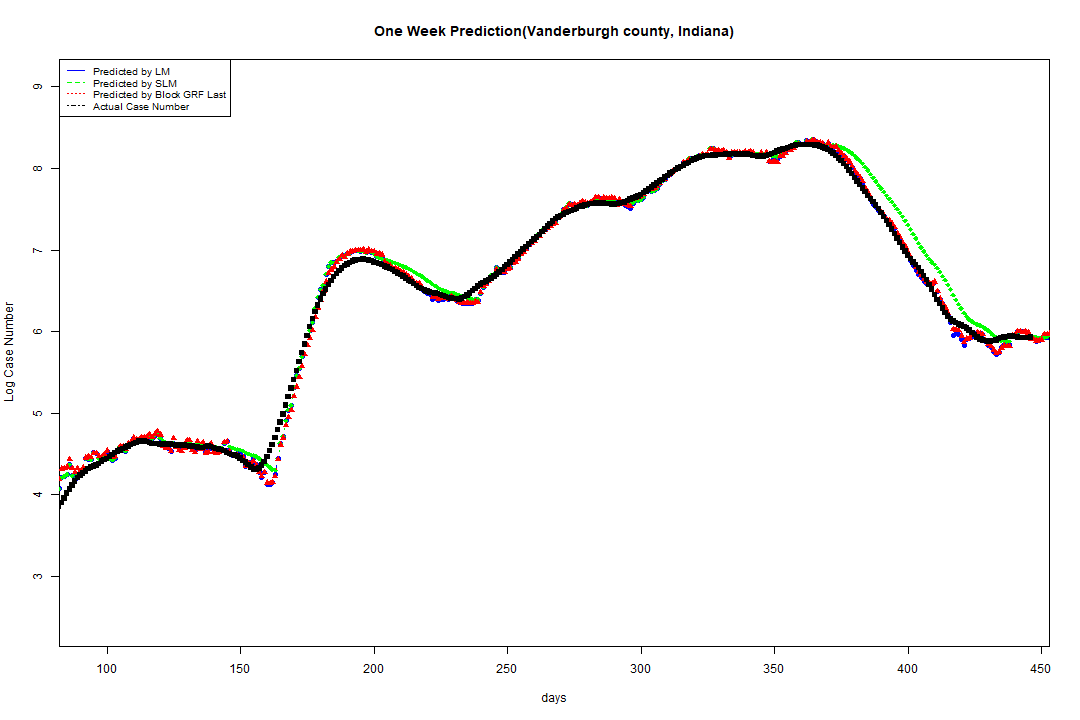 One Week Prediction(Vanderburgh county, Indiana)
Predicted by LM
Predicted by SLM
Predicted by Block GRF Last
Actual Case Number
9
8
7
6
5
4
3
Log Case Number
100 150 200 250 300 350 400 450
days